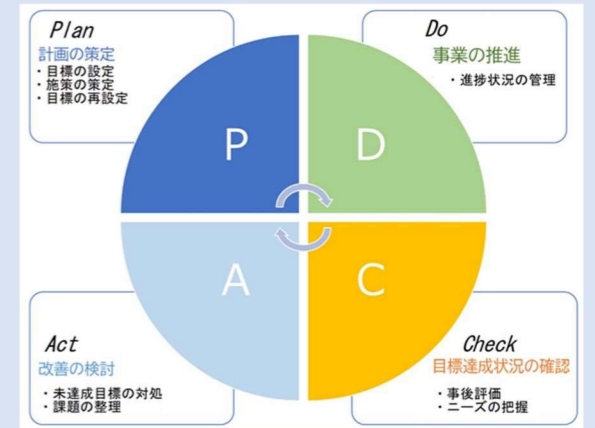 Plan
計画の策定
・目標の設定
・施策の策定
・目標の再設定
Do
事業の推進
・進捗状況の管理
P
D
A
C
Act
改善の検討
・未達成目標の対処
・課題の整理
Check
目標達成状況の確認
・事後評価
・ニーズの把握